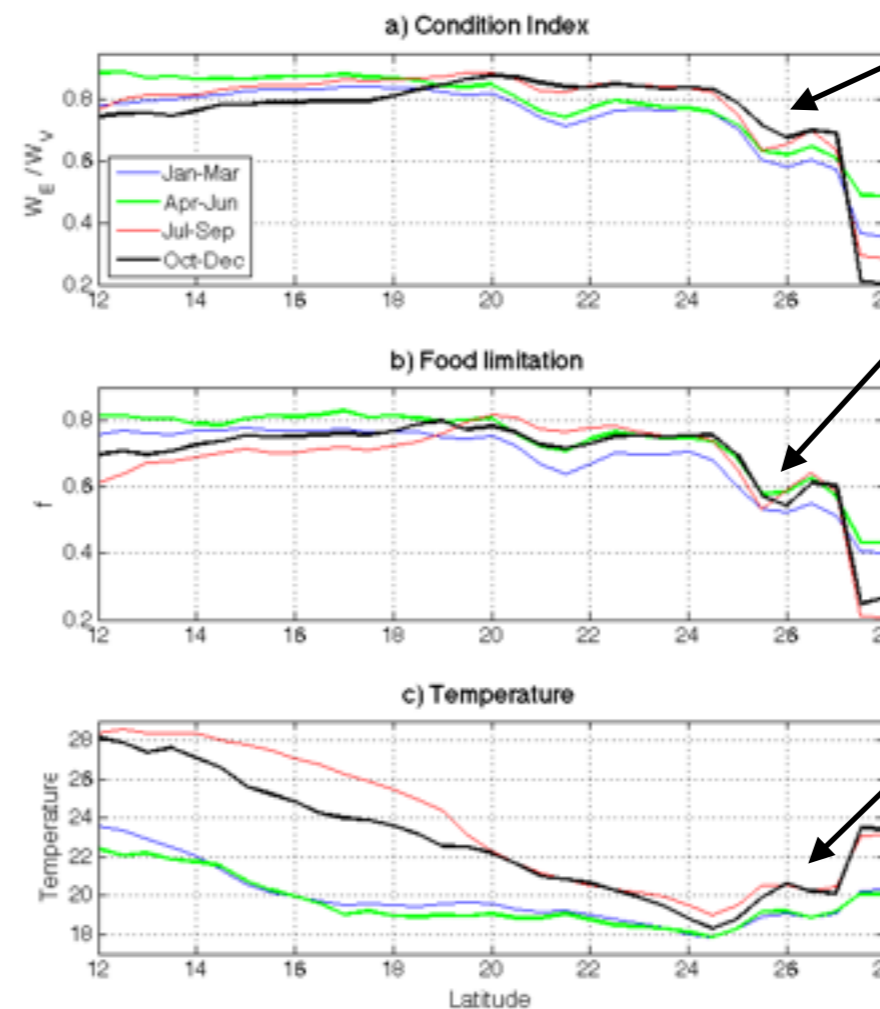 a) Condition Index
W_E / W_V
0.8
0.6
0.4
0.2
Jan-Mar
Apr-Jun
Jul-Sep
Oct-Dec
12 14 16 18 20 22 24 26 2
b) Food limitation
f
0.8
0.6
0.4
0.2
12 14 16 18 20 22 24 26 2
c) Temperature
Temperature
28
26
24
22
20
18
12 14 16 18 20 22 24 26 2
Latitude